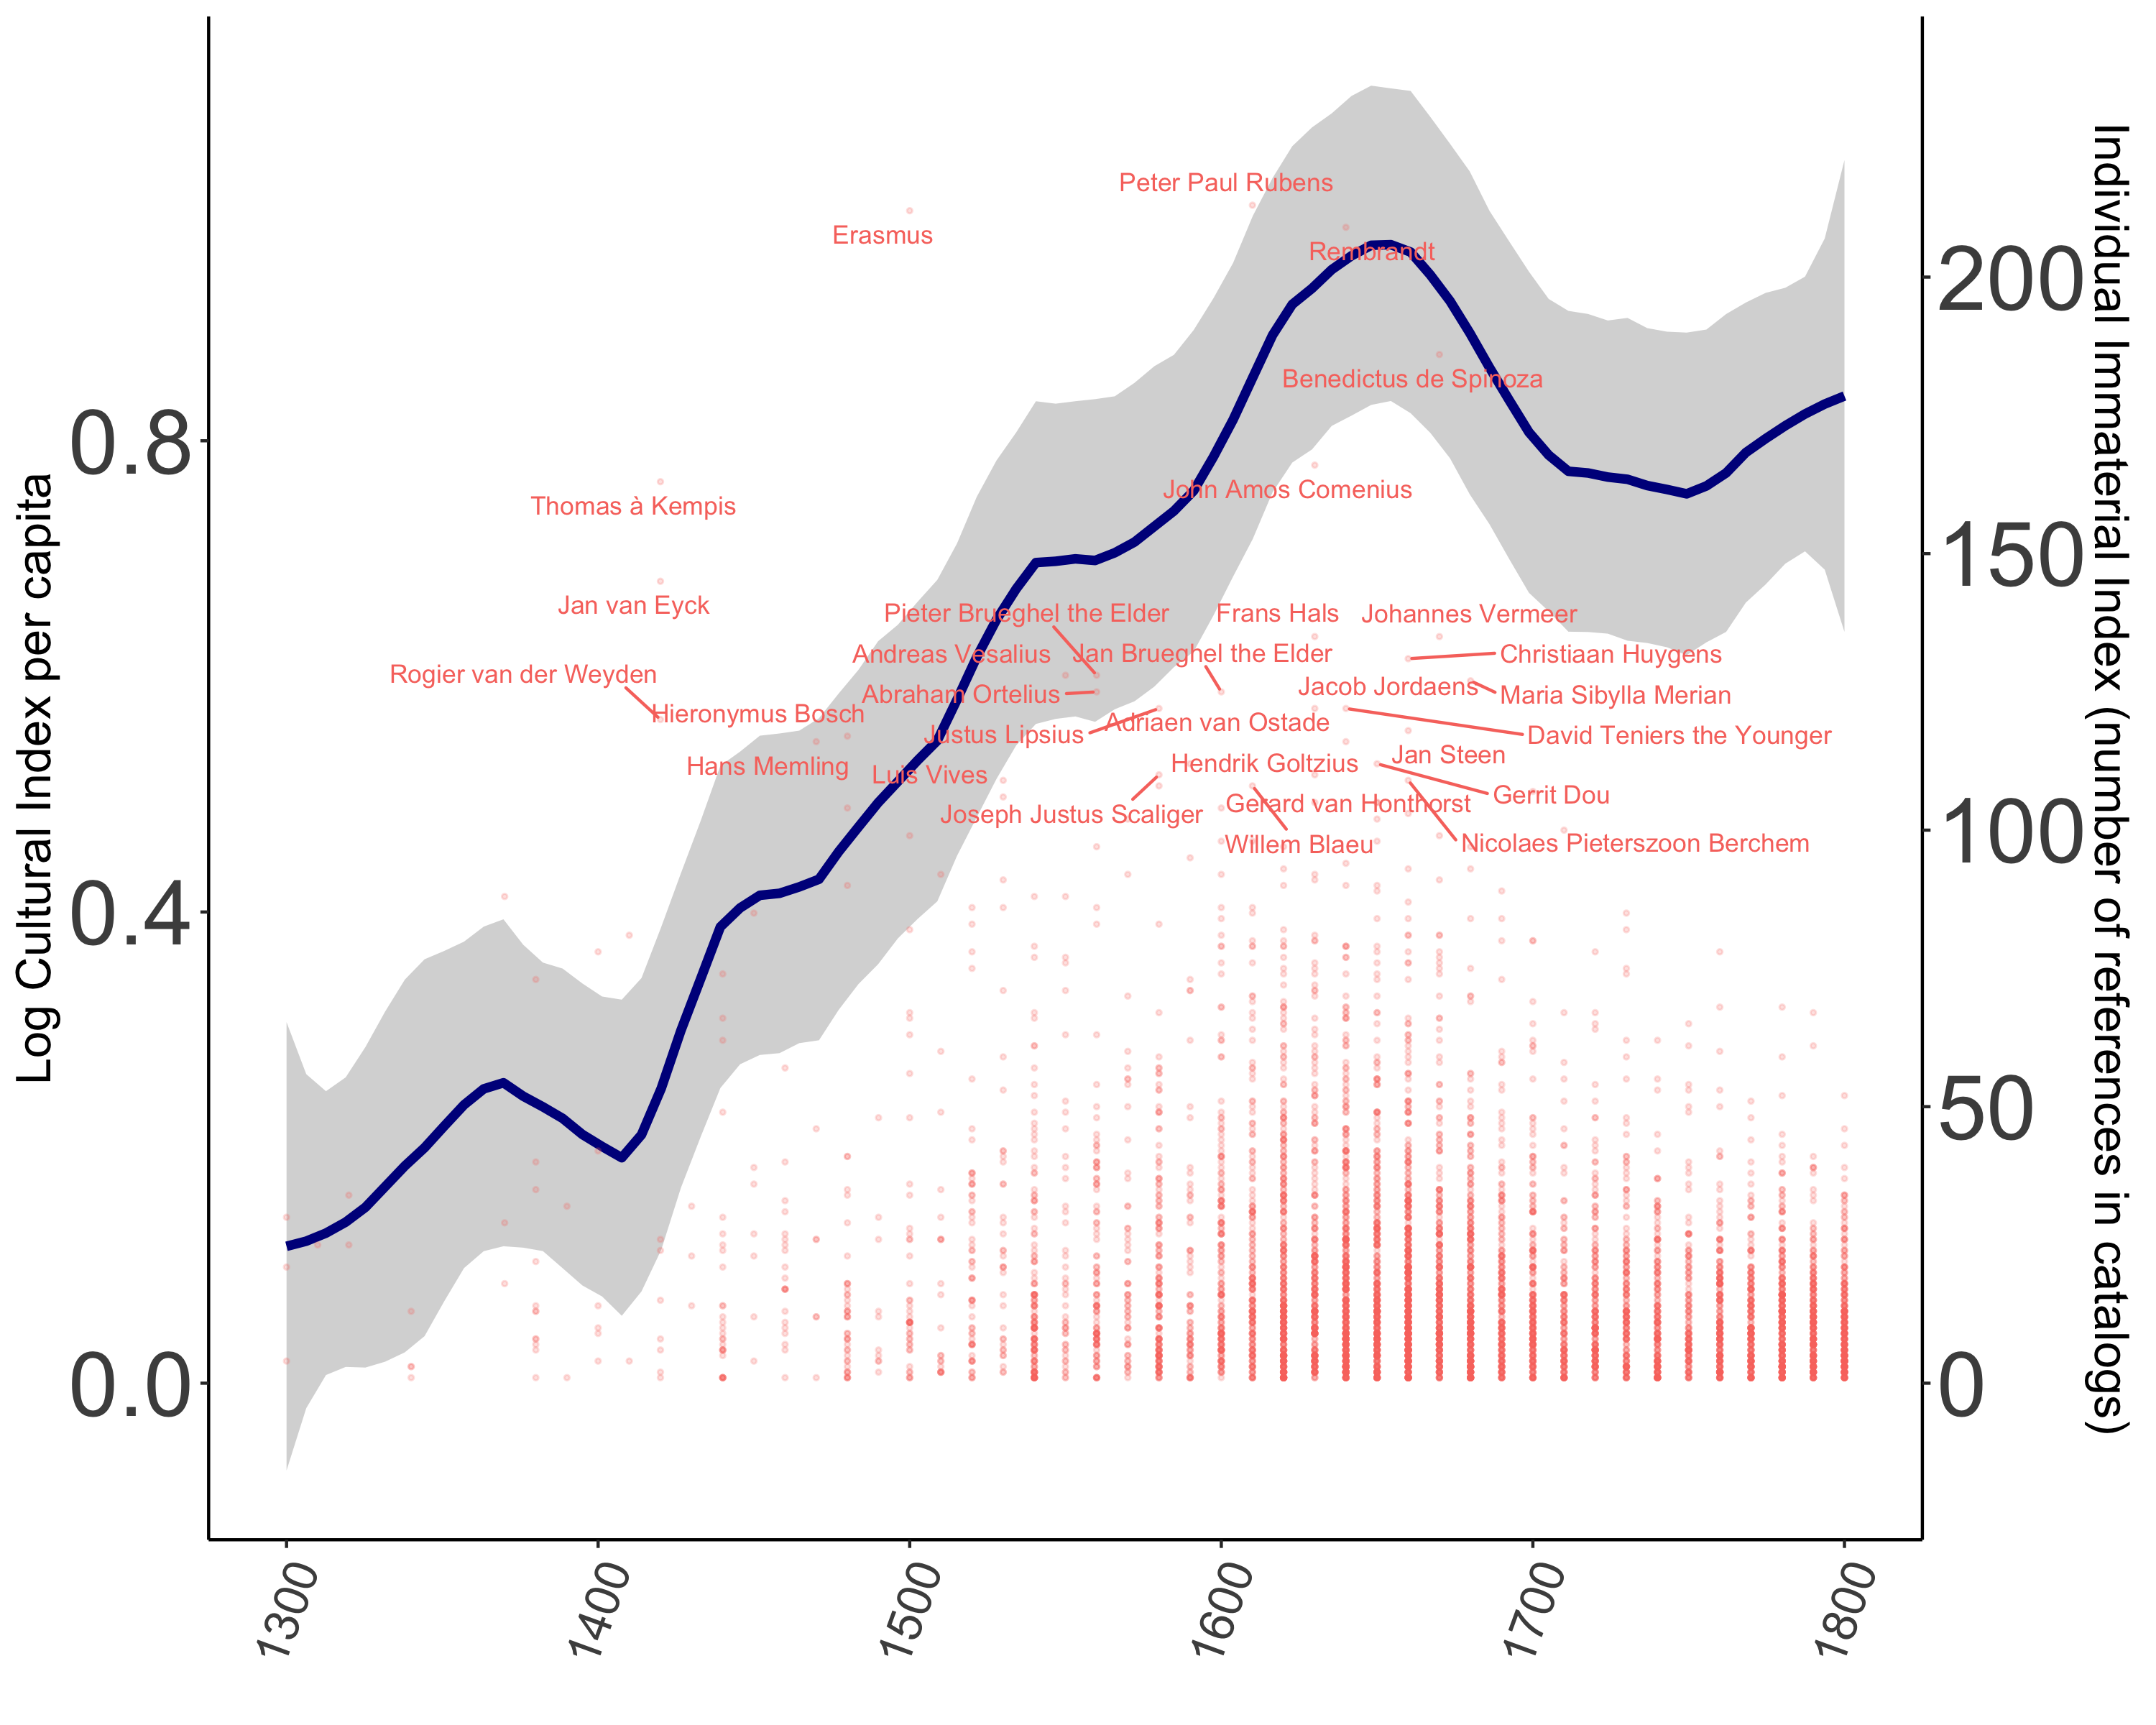 Log Cultural Index per capita
0.8
0.4
0.0
Individual Immaterial Index (number of references in catalogs)
200
150
100
50
0
1300
1400
1500
1600
1700
1800
Peter Paul Rubens
Erasmus
Rembrandt
Benedictus de Spinoza
John Amos Comenius
Thomas à Kempis
Jan van Eyck
Pieter Brueghel the Elder
Frans Hals
Johannes Vermeer
Andreas Vesalius
Jan Brueghel the Elder
Christiaan Huygens
Rogier van der Weyden
Abraham Ortelius
Jacob Jordaens
Maria Sibylla Merian
Hieronymus Bosch
Adriaen van Ostade
Justus Lipsius
David Teniers the Younger
Hans Memling
Luis Vives
Hendrik Goltzius
Jan Steen
Gerrit Dou
Gerard van Honthorst
Joseph Justus Scaliger
Willem Blaeu
Nicolaes Pieterszoon Berchem